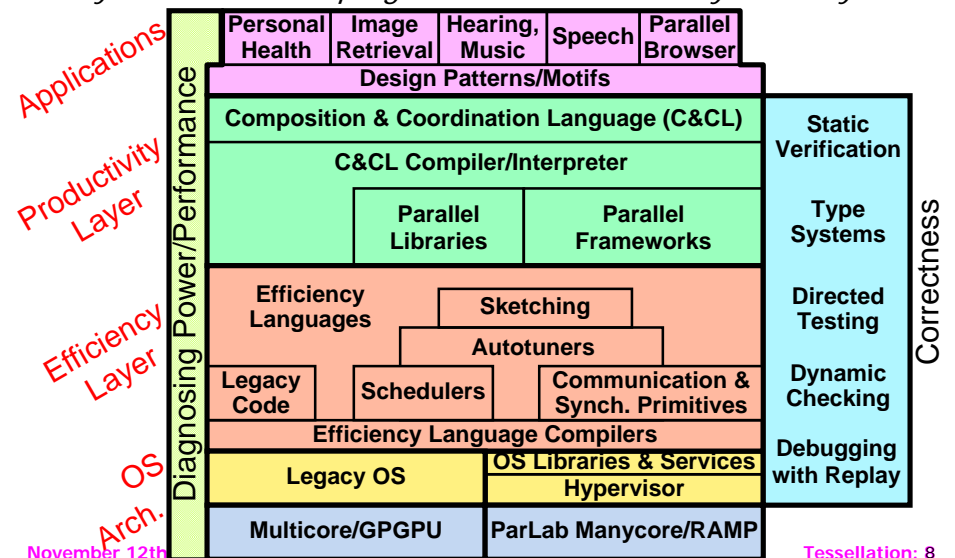 Personal
Health
Image
Retrieval
Hearing,
Music
Speech
Parallel
Browser
Design Patterns/Motifs
Composition & Coordination Language (C&CL)
C&CL Compiler/Interpreter
Parallel
Libraries
Parallel
Frameworks
Efficiency
Languages
Sketching
Autotuners
Legacy
Code
Schedulers
Communication &
Synch. Primitives
Efficiency Language Compilers
Legacy OS
OS Libraries & Services
Hypervisor
Multicore/GPGPU
ParLab Manycore/RAMP
Applications
Productivity
Layer
Efficiency
Layer
OS
Arch.
Diagnosing Power/Performance
Static
Verification
Type
Systems
Directed
Testing
Dynamic
Checking
Debugging
with Replay
Correctness
November 12th
Tessellation: 8